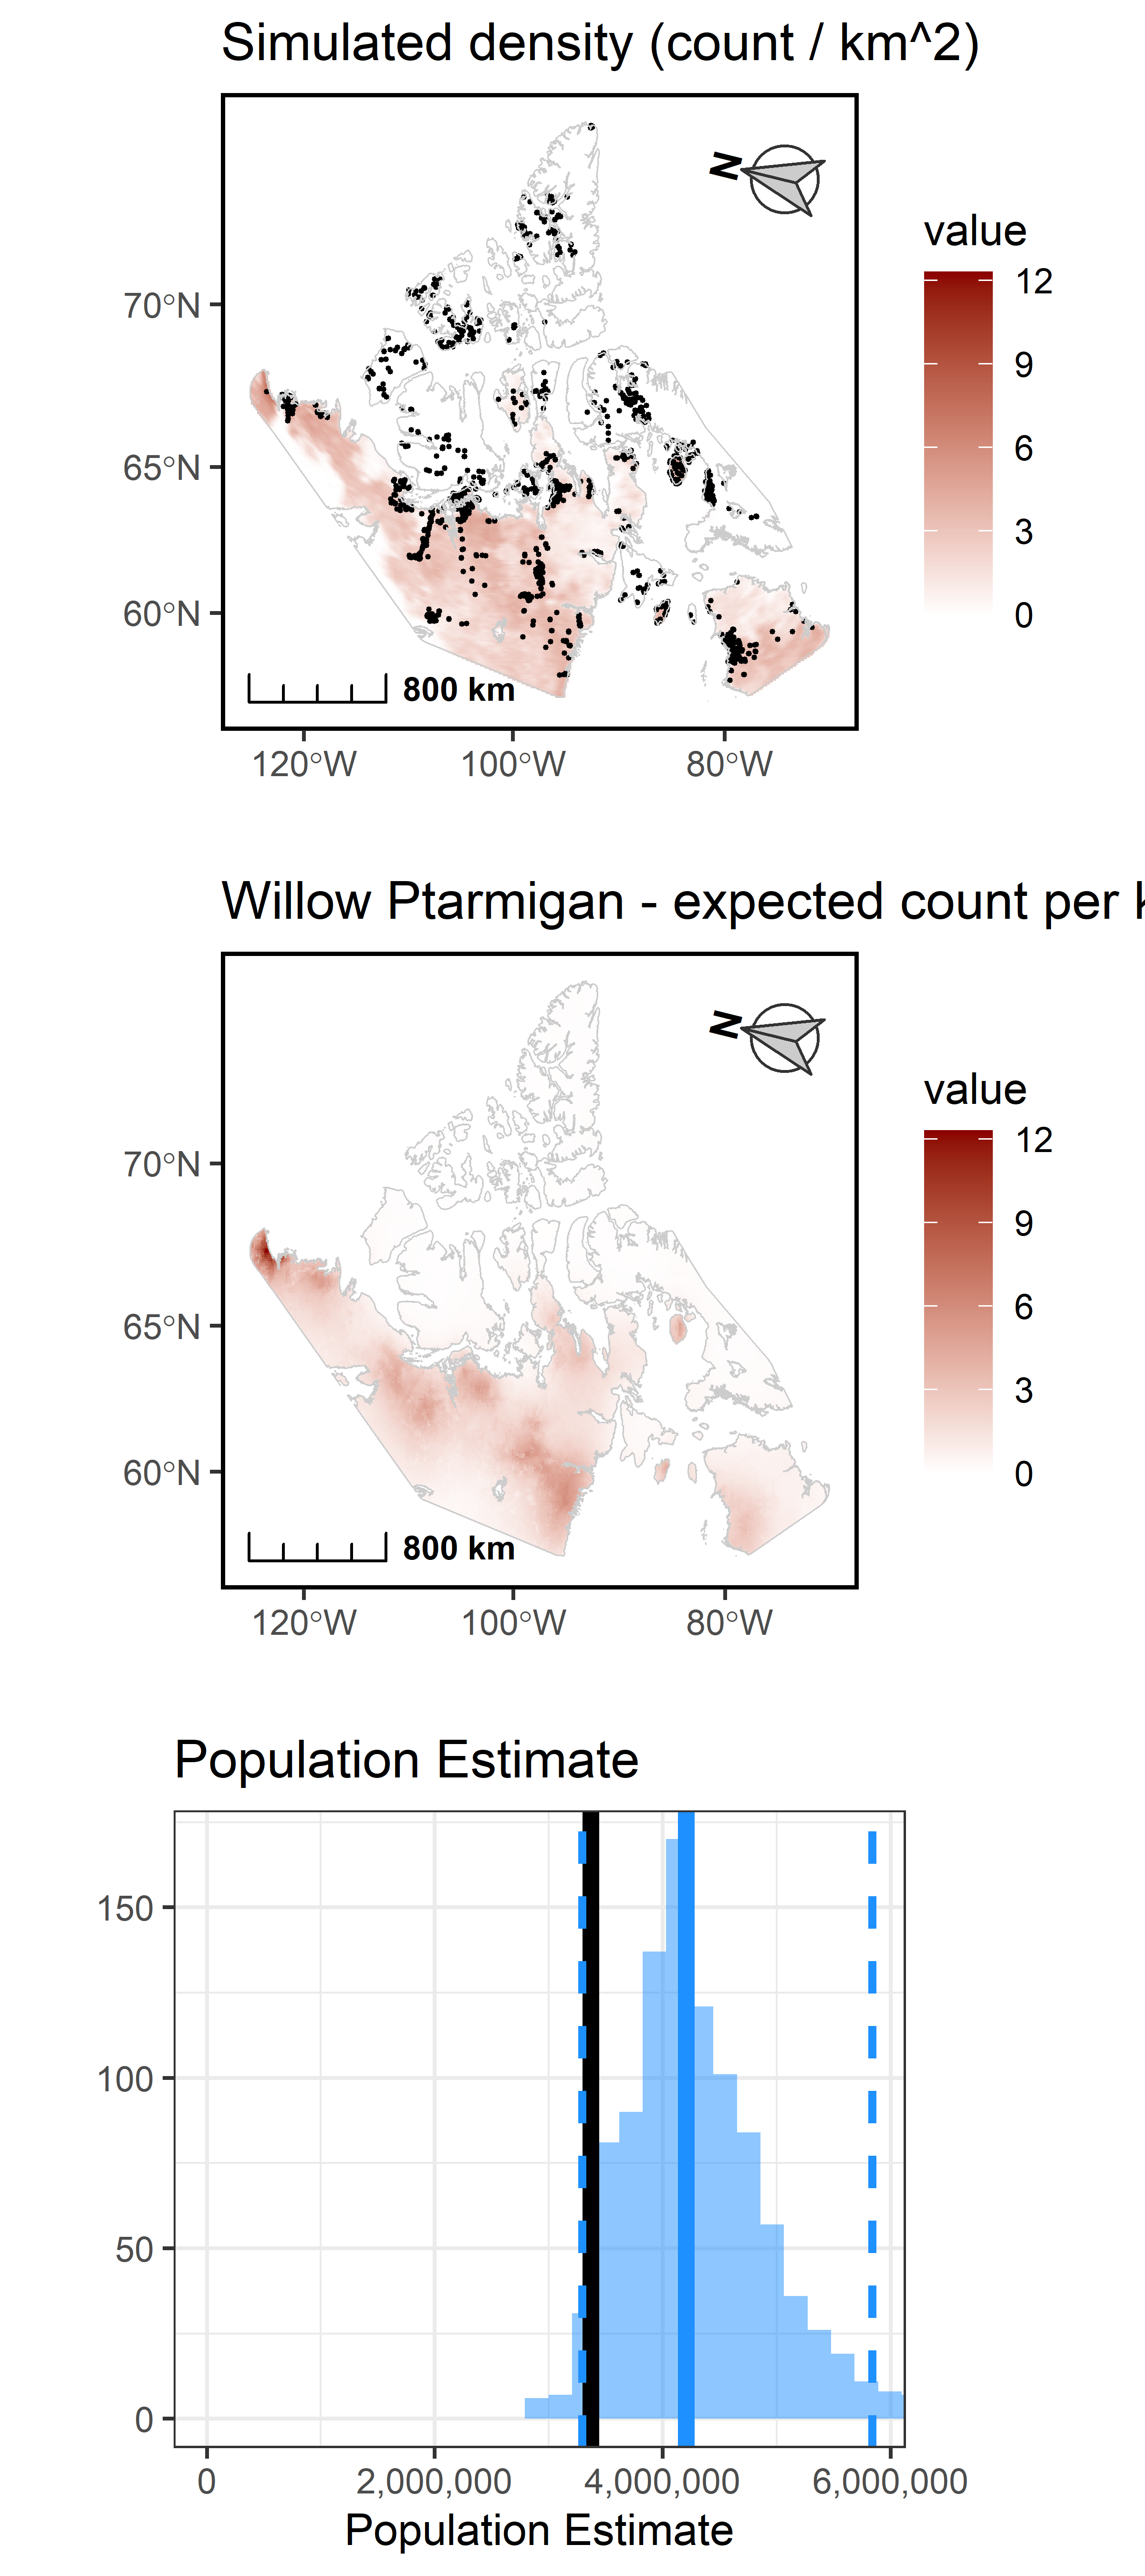 Simulated density (count / km^2)
N
value
12
9
6
3
0
70°N
65°N
60°N
800 km
120°W 100°W 80°W
Willow Ptarmigan - expected count per
N
value
12
9
6
3
0
70°N
65°N
60°N
800 km
120°W 100°W 80°W
Population Estimate
150
100
50
0
0 2,000,000 4,000,000 6,000,000
Population Estimate